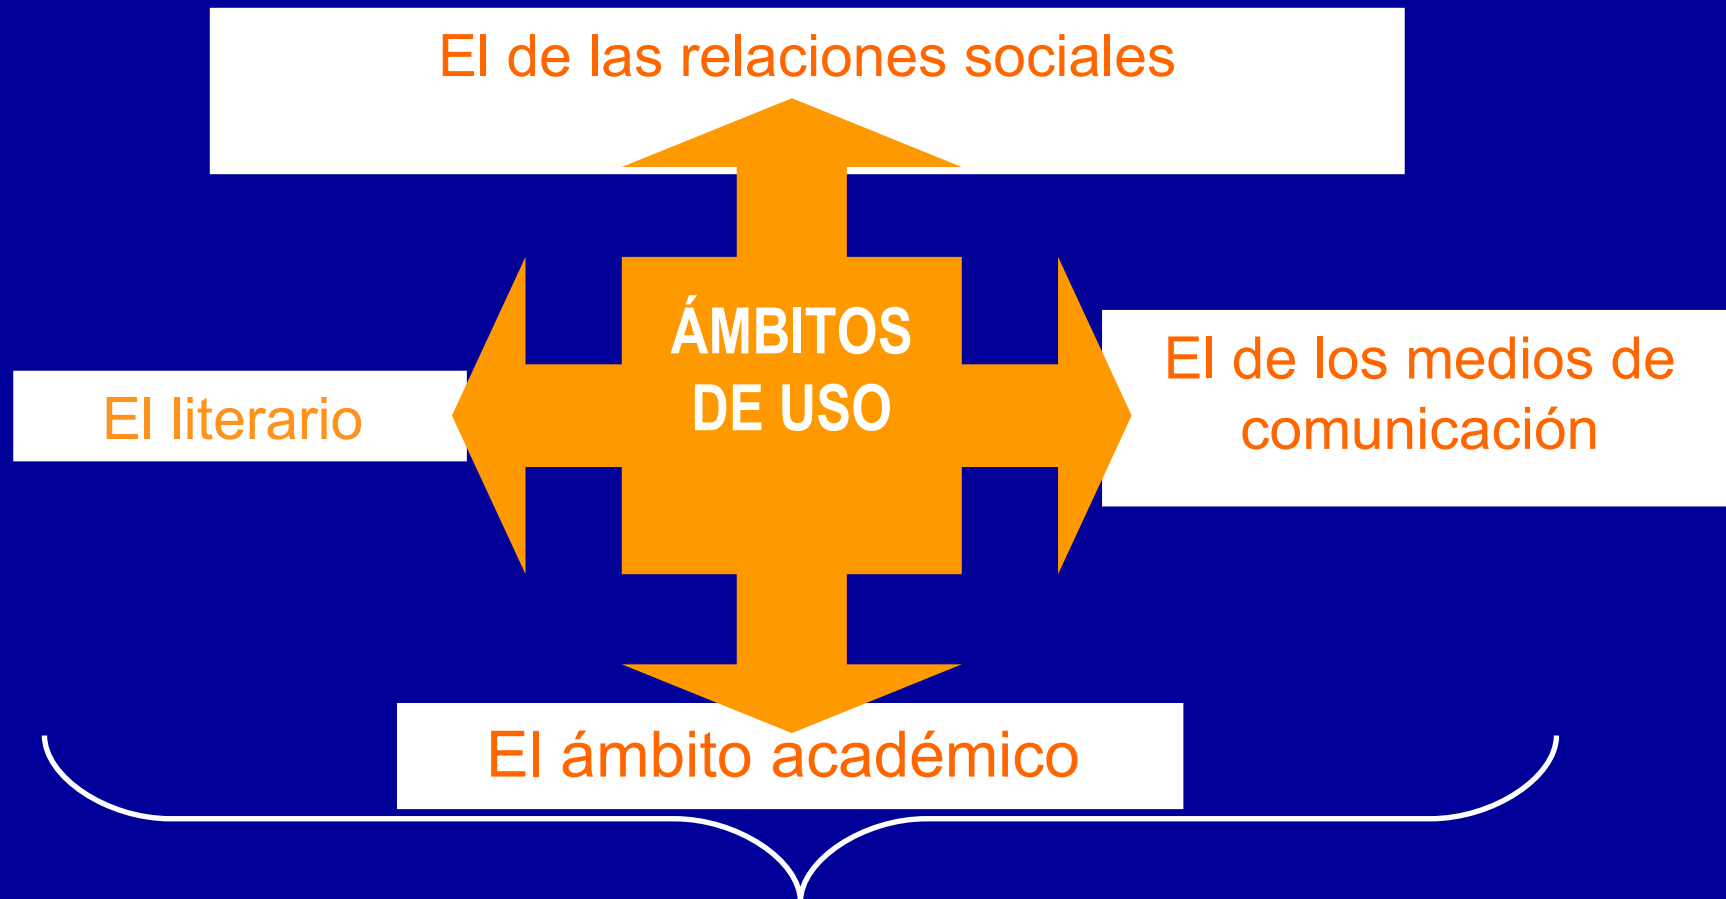 El de las relaciones sociales
ÁMBITOS
DE USO
El literario
El de los medios de
comunicación
El ámbito académico